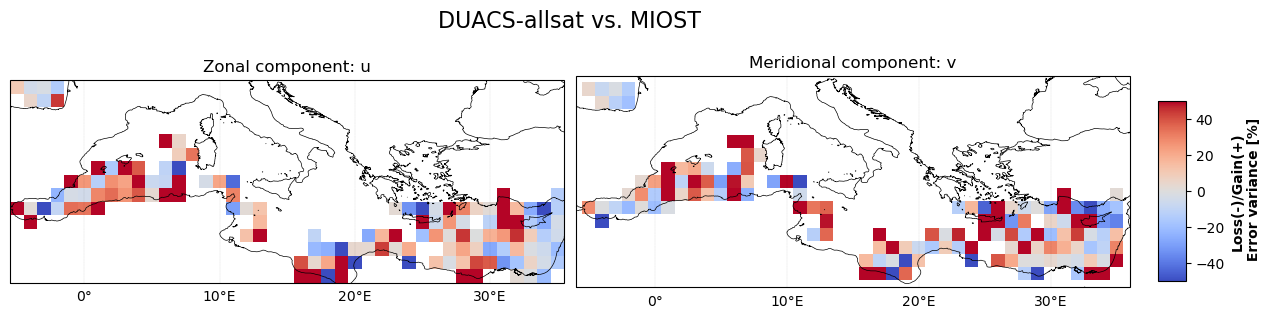 DUACS-allsat vs. MIOST
Zonal component: u
Meridional component: v
0°
10°E
20°E
30°E
0°
10°E
20°E
30°E
40
20
0
−20
−40
Loss(-)/Gain(+)
Error variance [%]